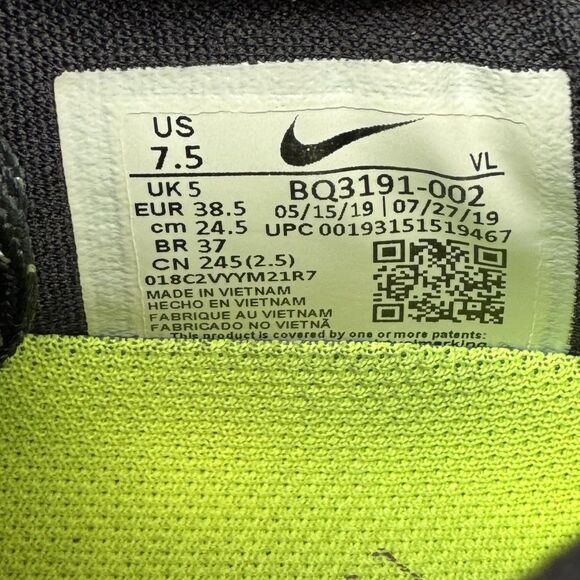 US
7.5
VL
UK 5
BQ3191-002
EUR 38.5
05/15/19 | 07/27/19
cm 24.5
UPC 00193151519467
BR 37
CN 245(2.5)
018C2VYYM21R7
MADE IN VIETNAM
HECHO EN VIETNAM
FABRIQUE AU VIETNAM
FABRICADO NO VIETNÃ
This product is covered by one or more patents: